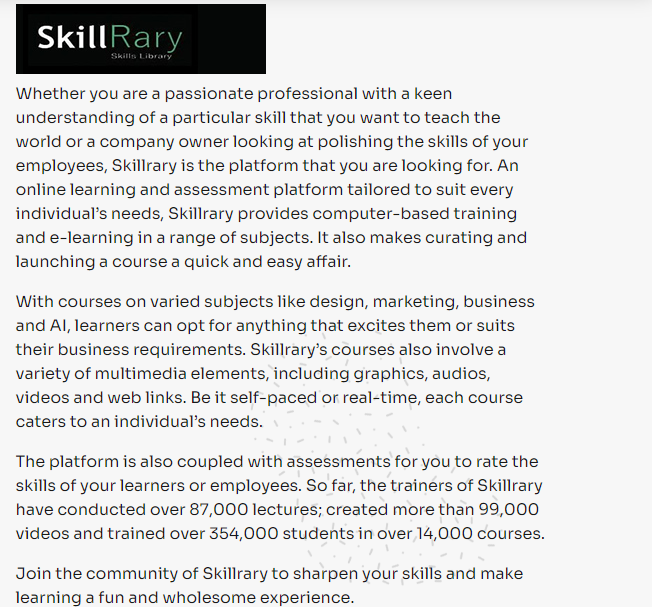 SkillRary
Skills Library
Whether you are a passionate professional with a keen
understanding of a particular skill that you want to teach the
world or a company owner looking at polishing the skills of your
employees, Skillrary is the platform that you are looking for. An
online learning and assessment platform tailored to suit every
individual’s needs, Skillrary provides computer-based training
and e-learning in a range of subjects. It also makes curating and
launching a course a quick and easy affair.
With courses on varied subjects like design, marketing, business
and AI, learners can opt for anything that excites them or suits
their business requirements. Skillrary’s courses also involve a
variety of multimedia elements, including graphics, audios,
videos and web links. Be it self-paced or real-time, each course
caters to an individual’s needs.
The platform is also coupled with assessments for you to rate the
skills of your learners or employees. So far, the trainers of Skillrary
have conducted over 87,000 lectures; created more than 99,000
videos and trained over 354,000 students in over 14,000 courses.
Join the community of Skillrary to sharpen your skills and make
learning a fun and wholesome experience.